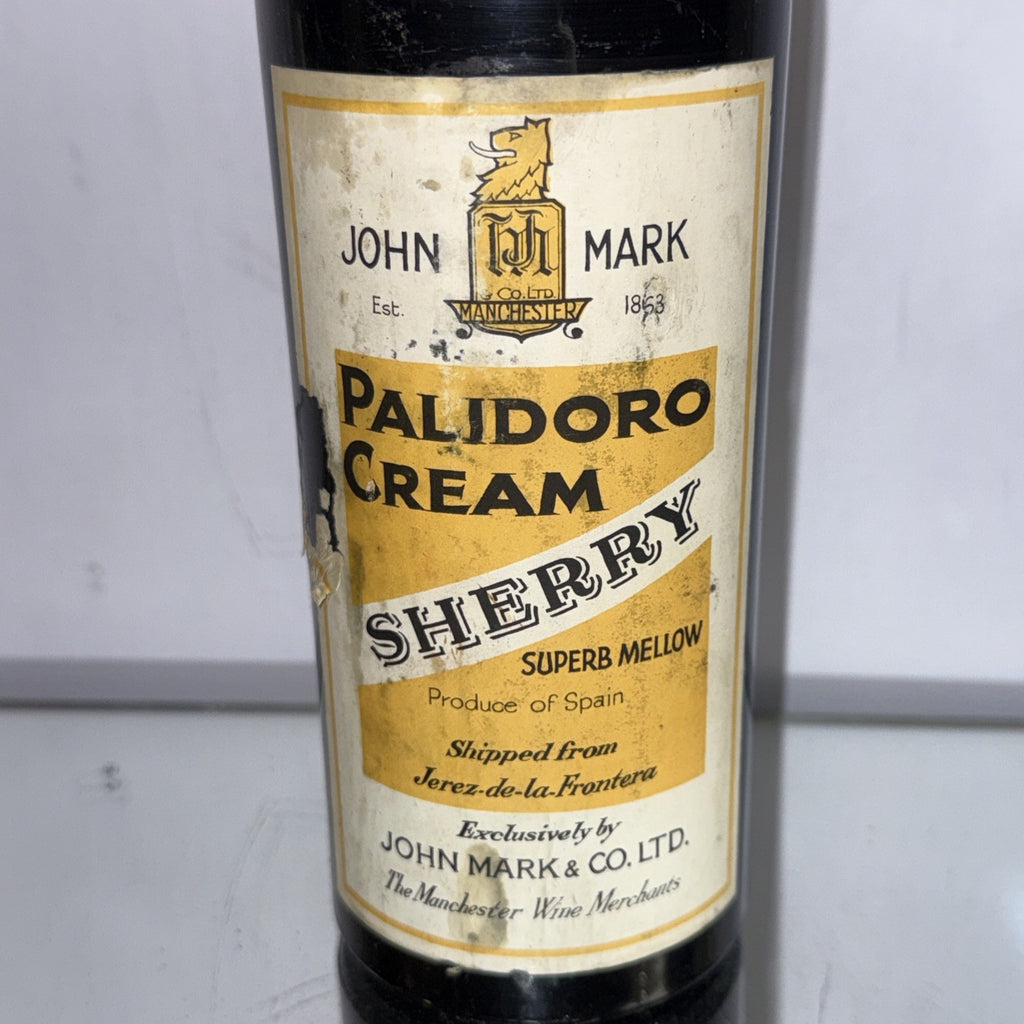 JOHN MARK
Est. 1863
CO. LTD
MANCHESTER
PALIDORO
CREAM
SHERRY
SUPERB MELLOW
Produce of Spain
Shipped from
Jerez-de-la-Frontera
Exclusively by
JOHN MARK & CO. LTD.
The Manchester Wine Merchants